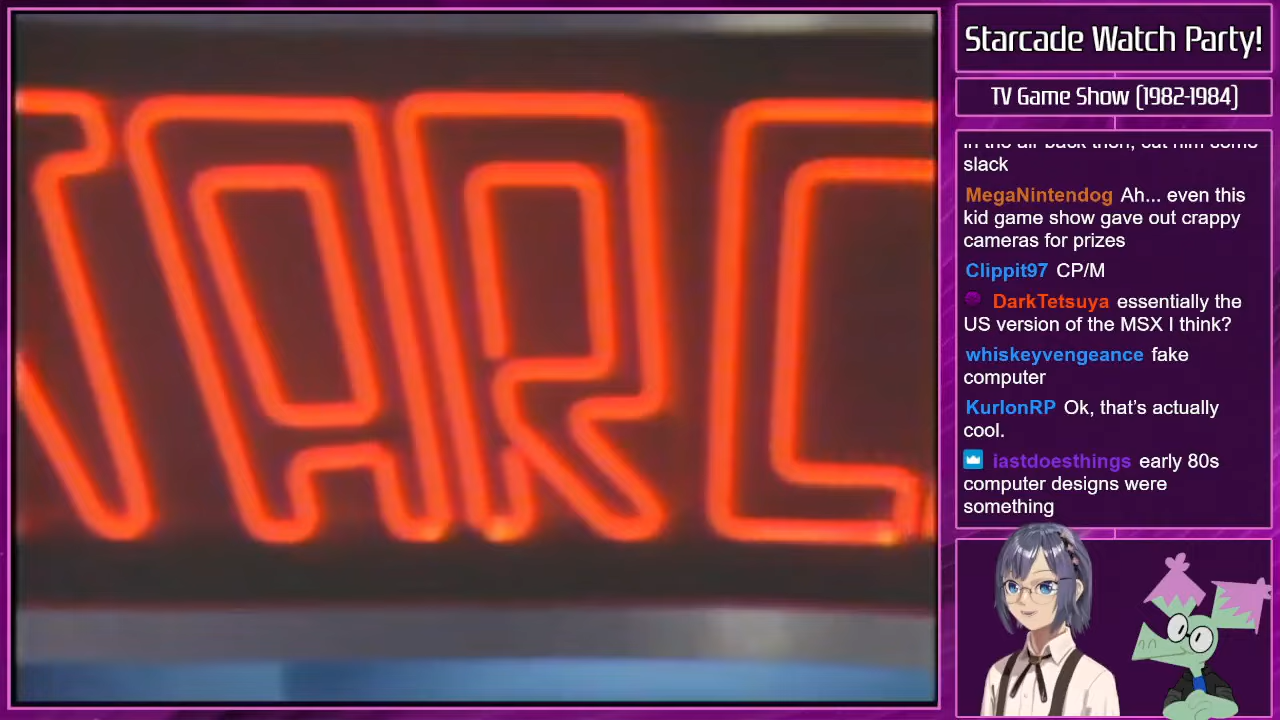 TARC
Starcade Watch Party!
TV Game Show (1982-1984)
slack
MegaNintendog Ah... even this
kid game show gave out crappy
cameras for prizes
Clippit97 CP/M
DarkTetsuya essentially the
US version of the MSX I think?
whiskeyvengeance fake
computer
KurlonRP Ok, that's actually
cool.
iastdoesthings early 80s
computer designs were
something